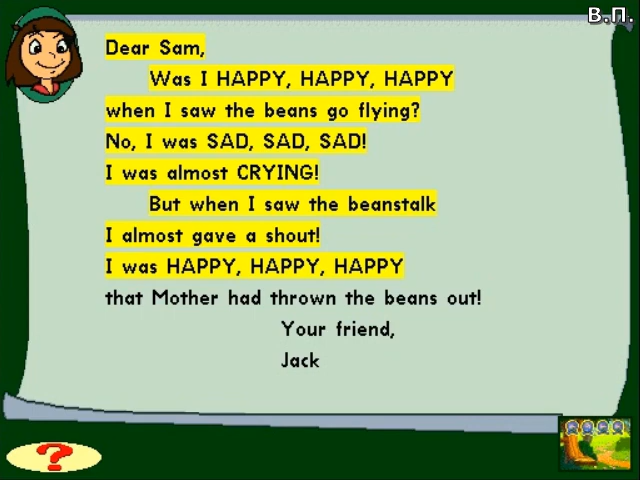 В.П.
Dear Sam,
Was I HAPPY, HAPPY, HAPPY
when I saw the beans go flying?
No, I was SAD, SAD, SAD!
I was almost CRYING!
But when I saw the beanstalk
I almost gave a shout!
I was HAPPY, HAPPY, HAPPY
that Mother had thrown the beans out!
Your friend,
Jack
?